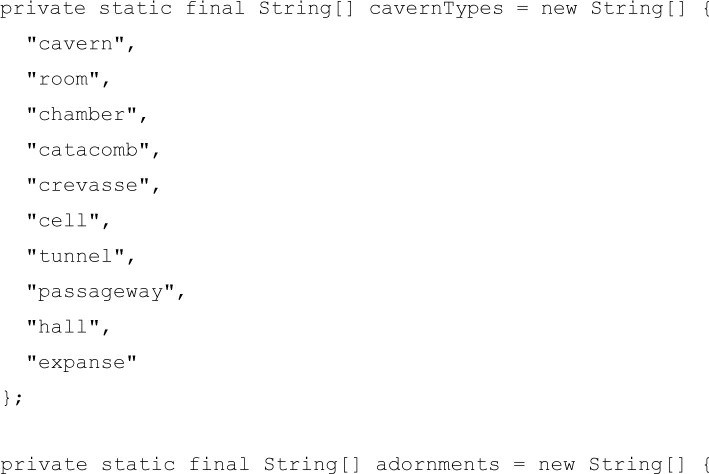 private static final String[] cavernTypes = new String[] {
  "cavern",
  "room",
  "chamber",
  "catacomb",
  "crevasse",
  "cell",
  "tunnel",
  "passageway",
  "hall",
  "expanse"
};

private static final String[] adornments = new String[] {